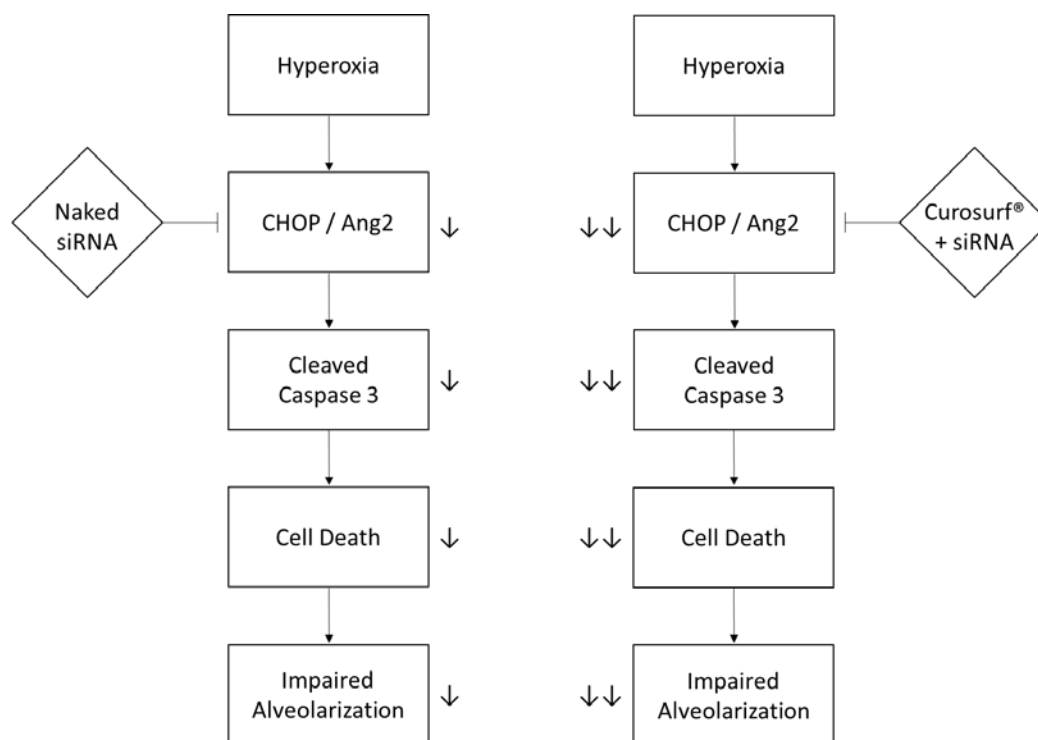 Hyperoxia
Naked
siRNA
CHOP / Ang2
↓
Cleaved
Caspase 3
↓
Cell Death
↓
Impaired
Alveolarization
↓
Hyperoxia
↓↓
CHOP / Ang2
Curosurf®
+ siRNA
↓↓
Cleaved
Caspase 3
↓↓
Cell Death
↓↓
Impaired
Alveolarization